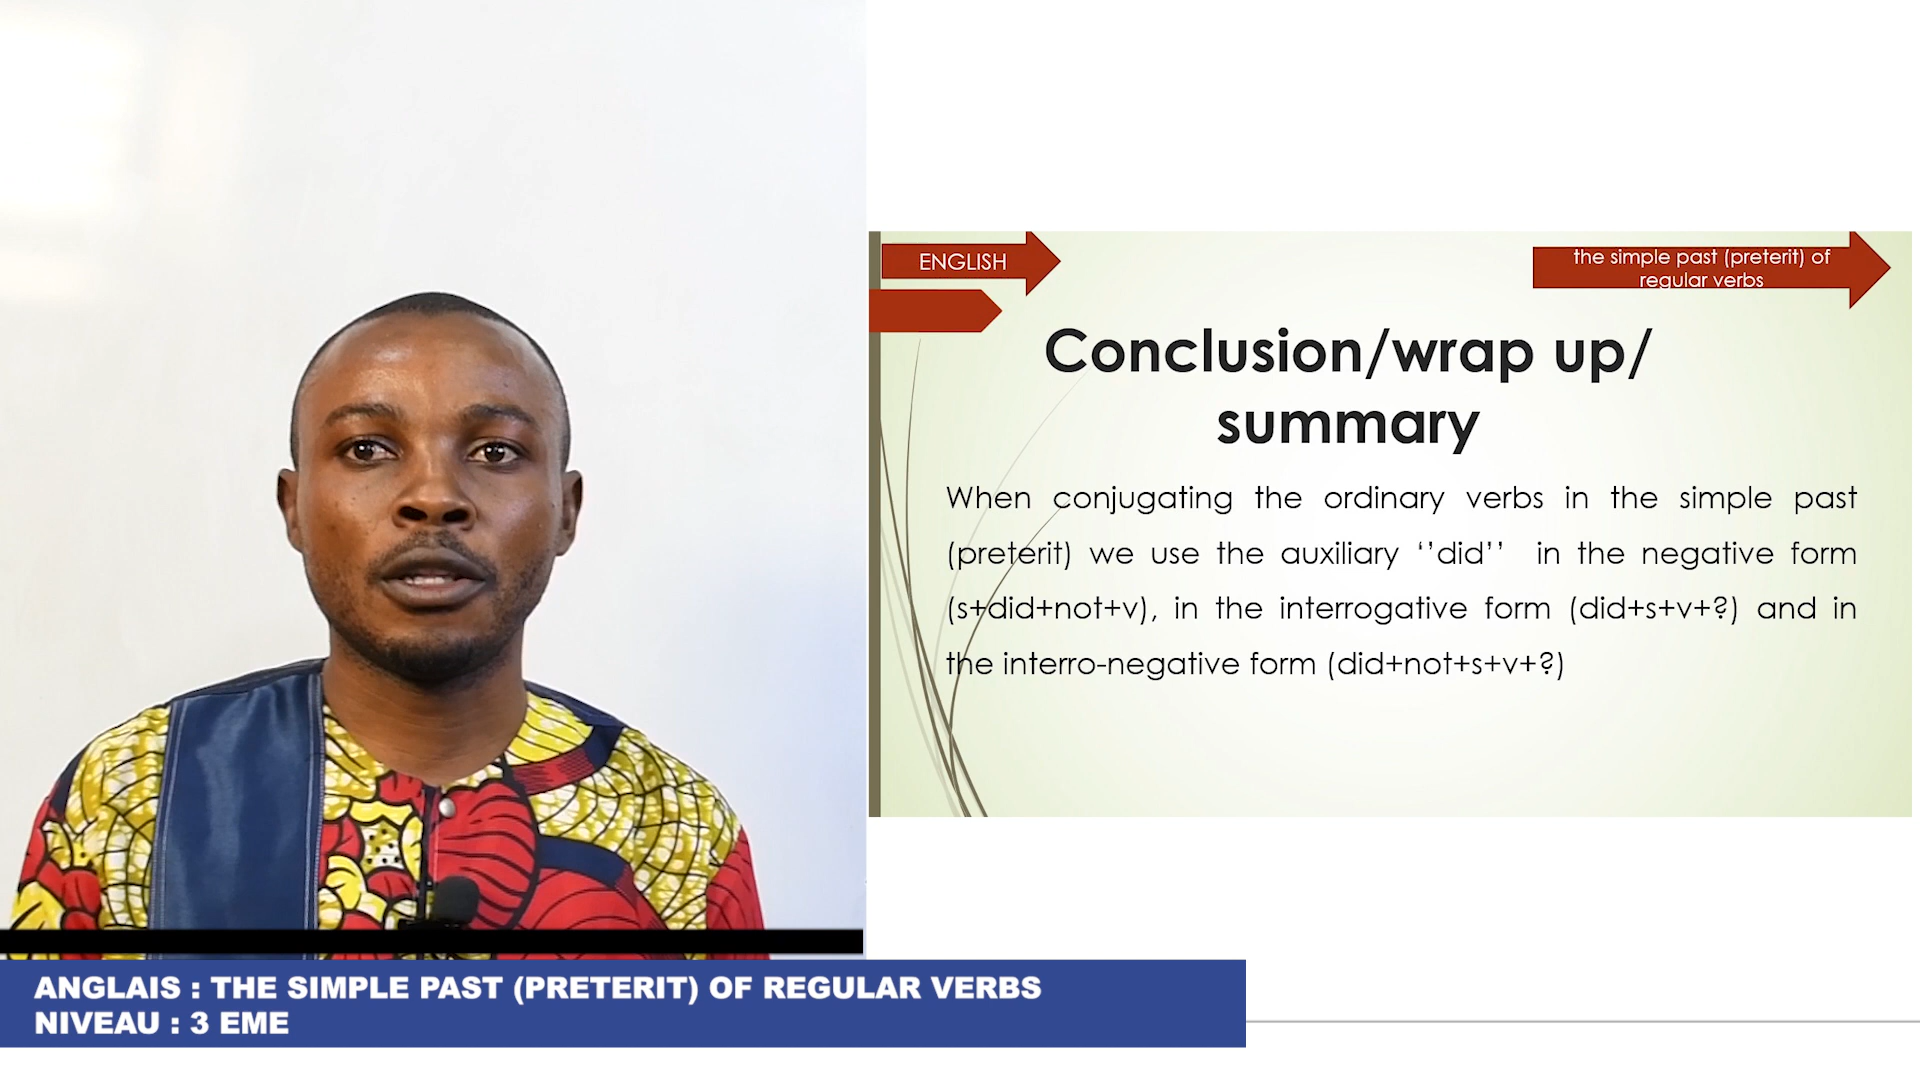 ENGLISH
the simple past (preterit) of
regular verbs
Conclusion/wrap up/
summary
When conjugating the ordinary verbs in the simple past
(preterit) we use the auxiliary ‘’did’’ in the negative form
(s+did+not+v), in the interrogative form (did+s+v+?) and in
the interro-negative form (did+not+s+v+?)
ANGLAIS : THE SIMPLE PAST (PRETERIT) OF REGULAR VERBS
NIVEAU : 3 EME